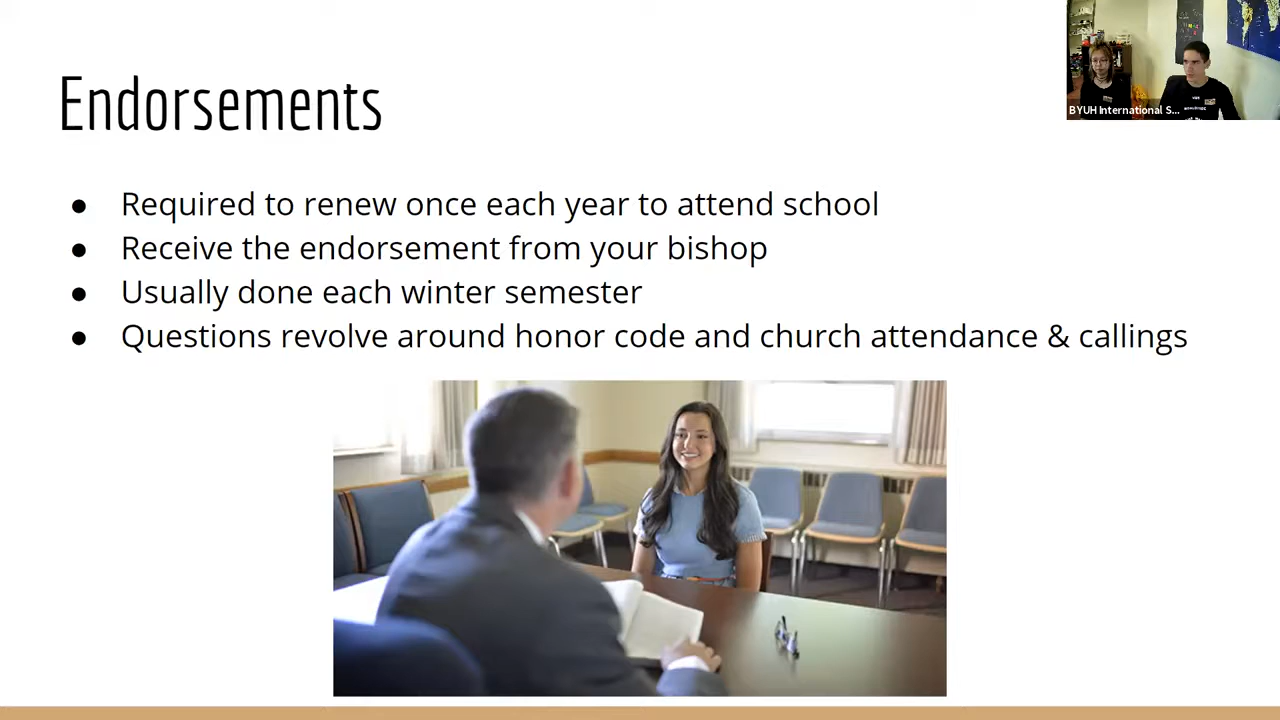 Endorsements
BYUH International S...
● Required to renew once each year to attend school
● Receive the endorsement from your bishop
● Usually done each winter semester
● Questions revolve around honor code and church attendance & callings